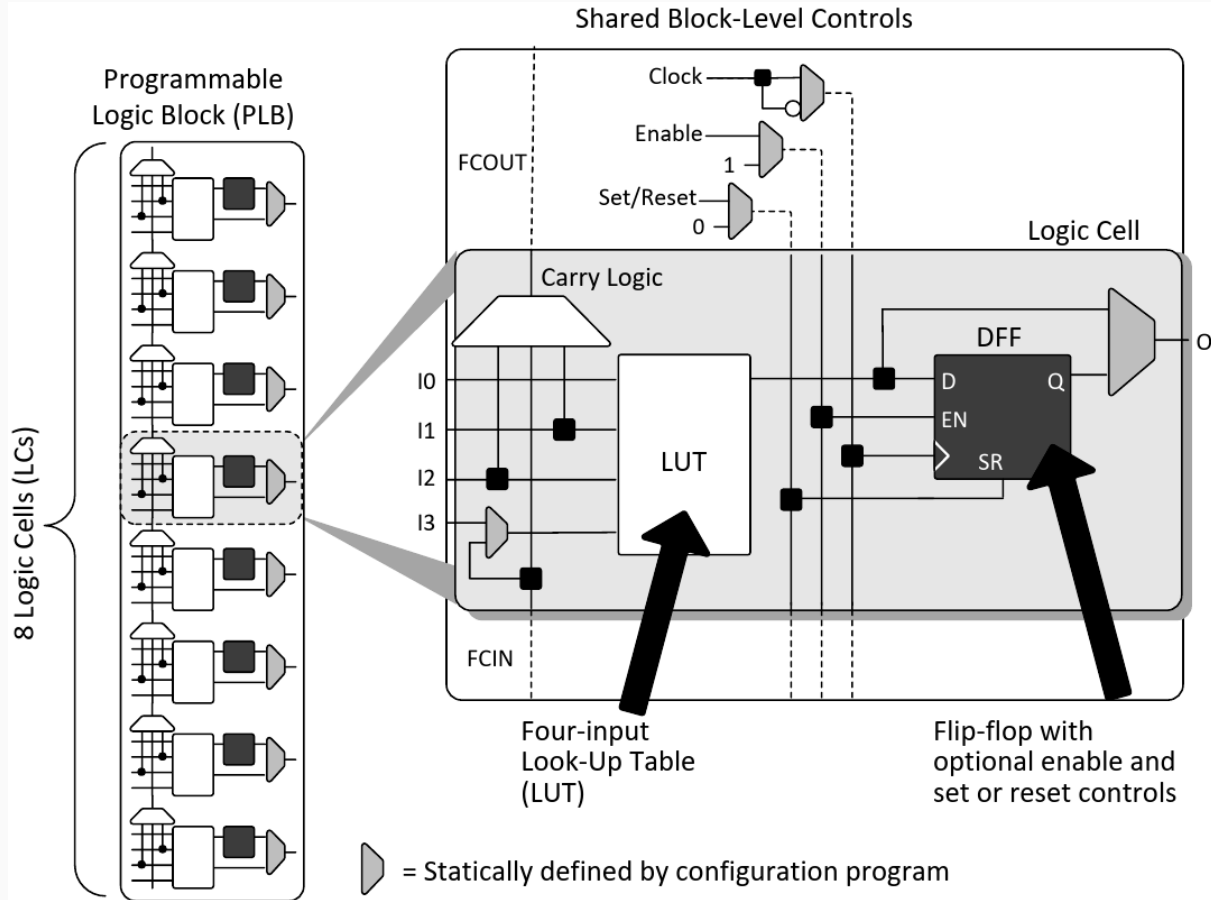 Shared Block-Level Controls
Programmable
Logic Block (PLB)
8 Logic Cells (LCs)
Clock
Enable
1
Set/Reset
0
FCOUT
Logic Cell
Carry Logic
I0
I1
I2
I3
LUT
DFF
D
Q
EN
SR
O
FCIN
Four-input
Look-Up Table
(LUT)
Flip-flop with
optional enable and
set or reset controls
= Statically defined by configuration program